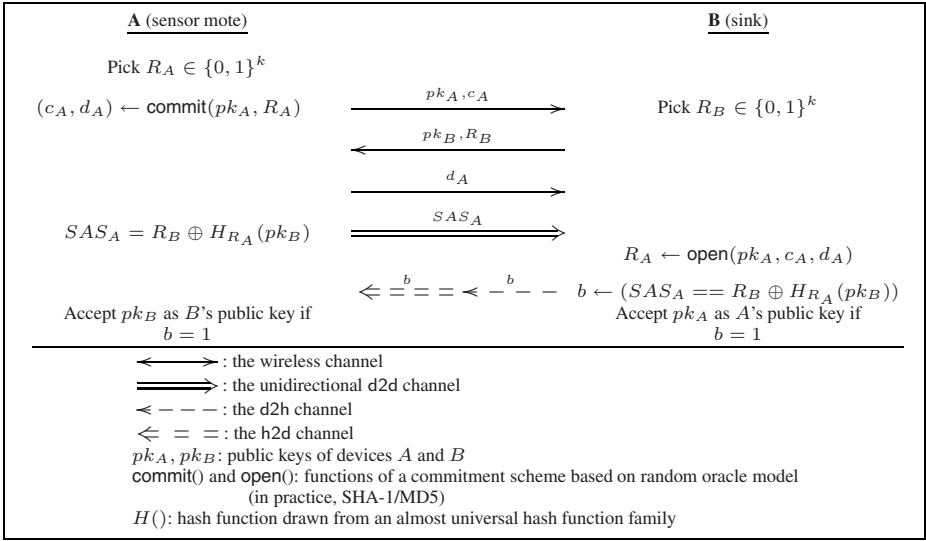 A (sensor mote) B (sink)
Pick R_A ∈ {0, 1}^k
(c_A, d_A) ← commit(pk_A, R_A) pk_A,c_A Pick R_B ∈ {0, 1}^k
pk_B,R_B
d_A
SAS_A = R_B ⊕ H_{R_A}(pk_B) SAS_A
R_A ← open(pk_A, c_A, d_A)
b b b ← (SAS_A == R_B ⊕ H_{R_A}(pk_B))
Accept pk_B as B's public key if Accept pk_A as A's public key if
b = 1 b = 1
: the wireless channel
: the unidirectional d2d channel
: the d2h channel
: the h2d channel
pk_A, pk_B: public keys of devices A and B
commit() and open(): functions of a commitment scheme based on random oracle model
(in practice, SHA-1/MD5)
H(): hash function drawn from an almost universal hash function family